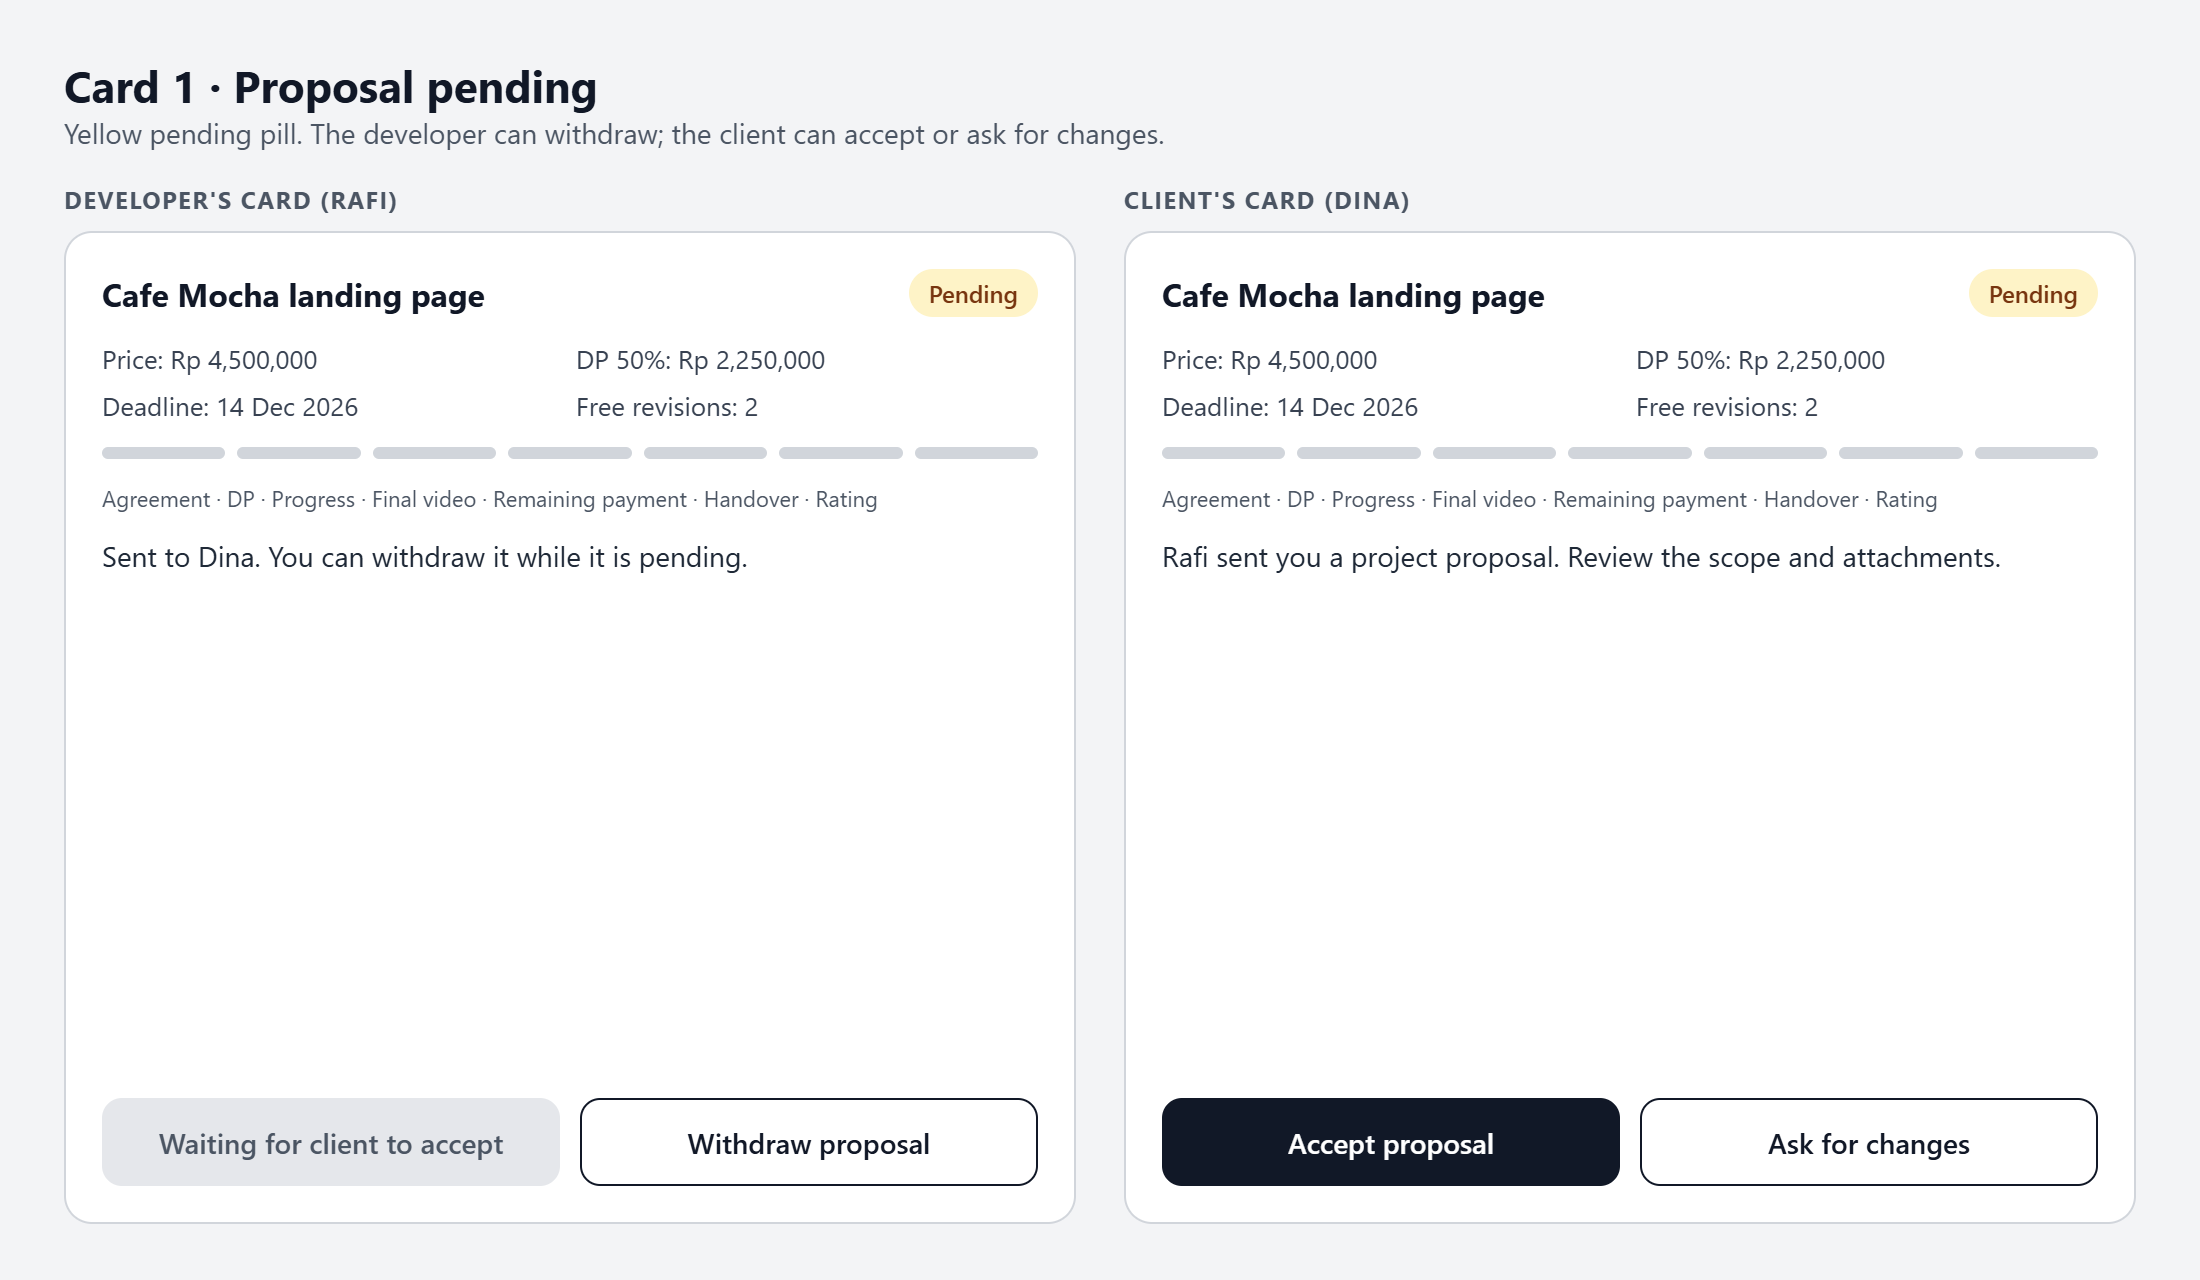 Card 1 · Proposal pending
Yellow pending pill. The developer can withdraw; the client can accept or ask for changes.
DEVELOPER'S CARD (RAFI)
Cafe Mocha landing page
Pending
Price: Rp 4,500,000
DP 50%: Rp 2,250,000
Deadline: 14 Dec 2026
Free revisions: 2
Agreement · DP · Progress · Final video · Remaining payment · Handover · Rating
Sent to Dina. You can withdraw it while it is pending.
Waiting for client to accept
Withdraw proposal
CLIENT'S CARD (DINA)
Cafe Mocha landing page
Pending
Price: Rp 4,500,000
DP 50%: Rp 2,250,000
Deadline: 14 Dec 2026
Free revisions: 2
Agreement · DP · Progress · Final video · Remaining payment · Handover · Rating
Rafi sent you a project proposal. Review the scope and attachments.
Accept proposal
Ask for changes